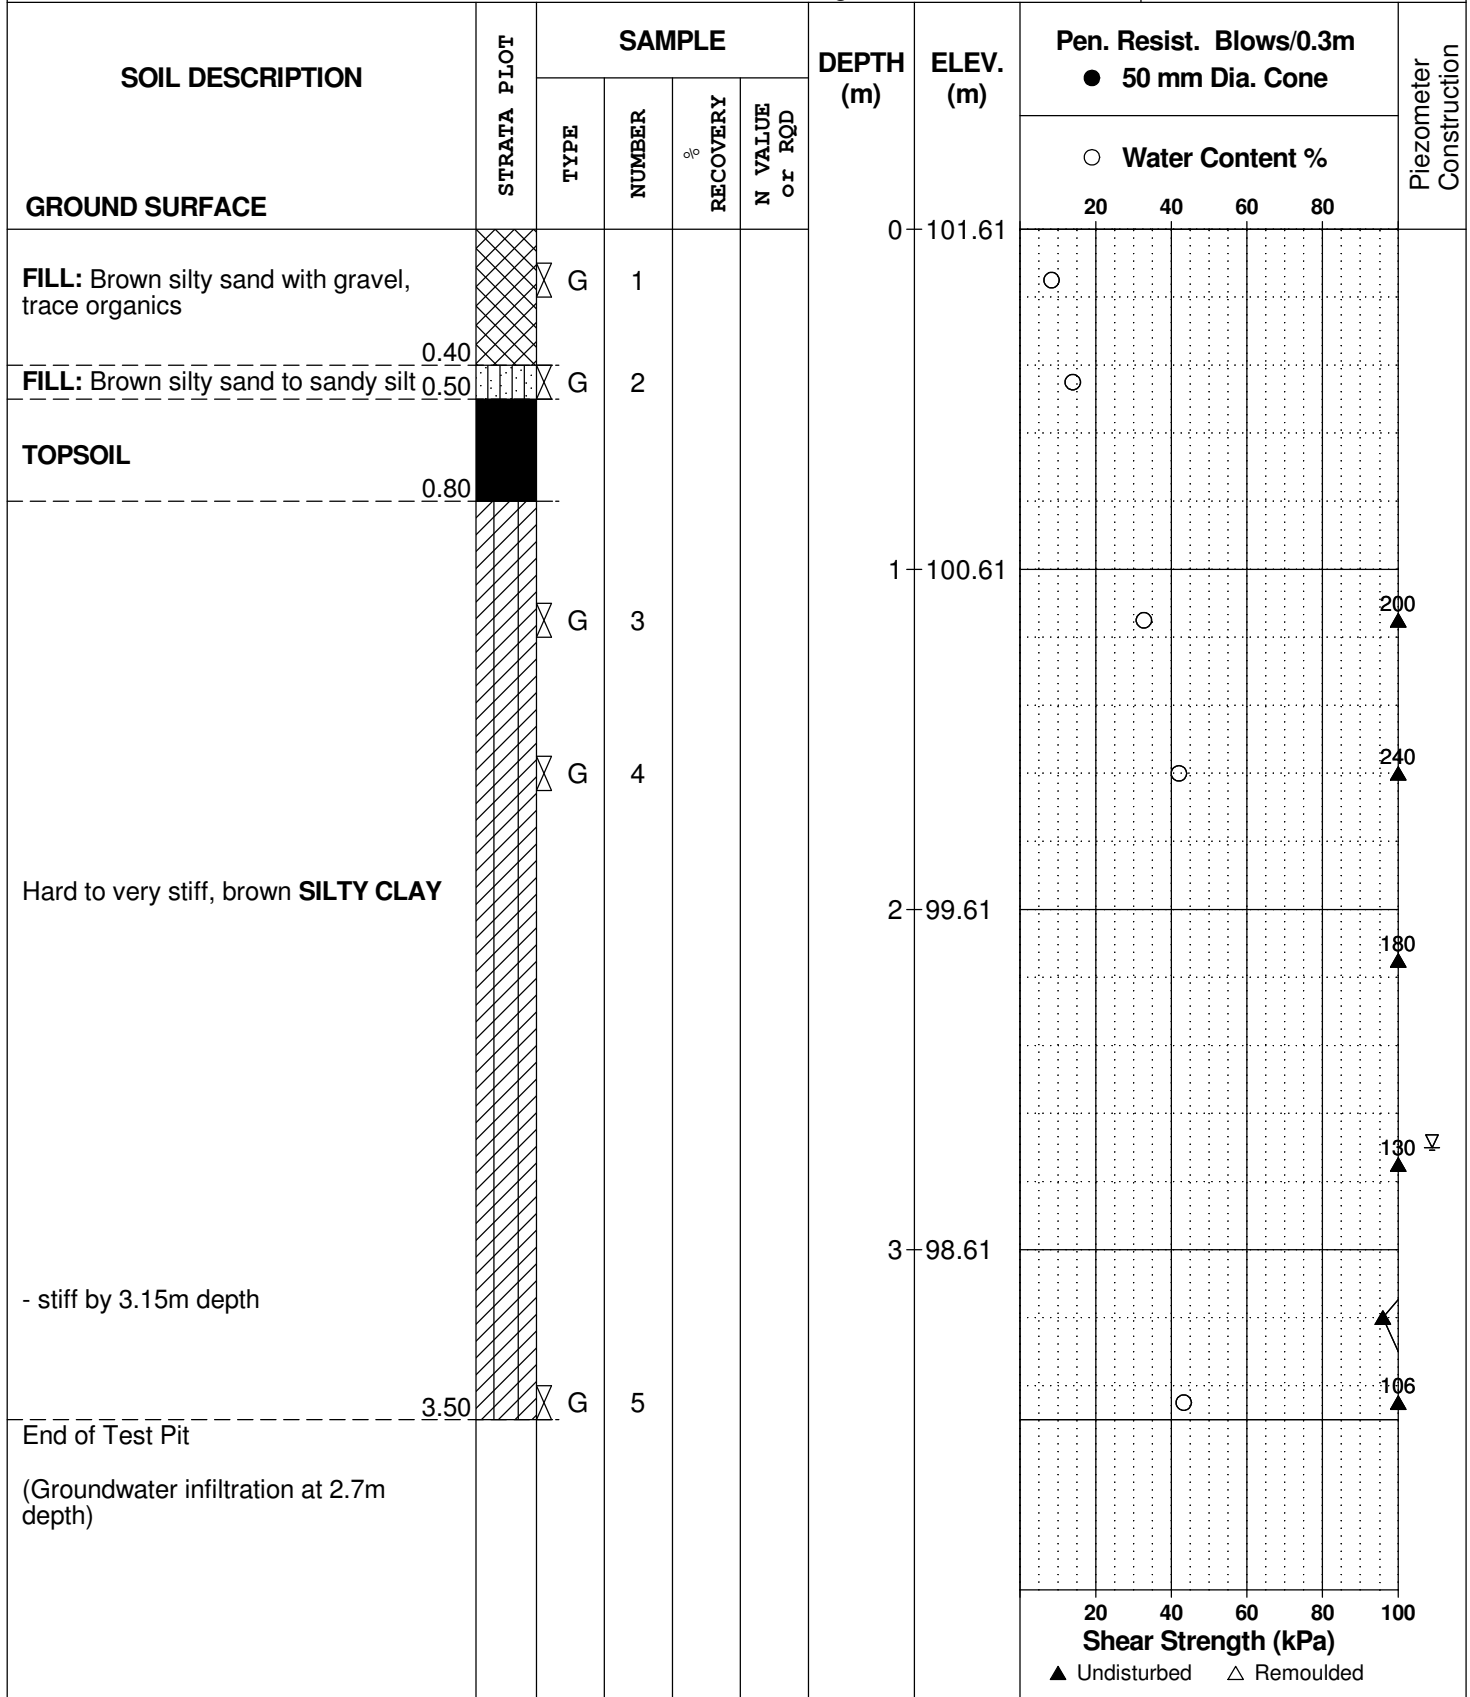 SOIL DESCRIPTION
GROUND SURFACE
STRATA PLOT
SAMPLE
TYPE
NUMBER
%
RECOVERY
N VALUE
or RQD
DEPTH
(m)
ELEV.
(m)
Pen. Resist. Blows/0.3m
● 50 mm Dia. Cone
○ Water Content %
20 40 60 80
Piezometer
Construction
0 101.61
FILL: Brown silty sand with gravel,
trace organics
0.40
G 1
FILL: Brown silty sand to sandy silt 0.50
G 2
TOPSOIL
0.80
1 100.61
G 3
200
G 4
240
Hard to very stiff, brown SILTY CLAY
2 99.61
180
130
3 98.61
- stiff by 3.15m depth
106
3.50
G 5
End of Test Pit
(Groundwater infiltration at 2.7m
depth)
20 40 60 80 100
Shear Strength (kPa)
▲ Undisturbed △ Remoulded